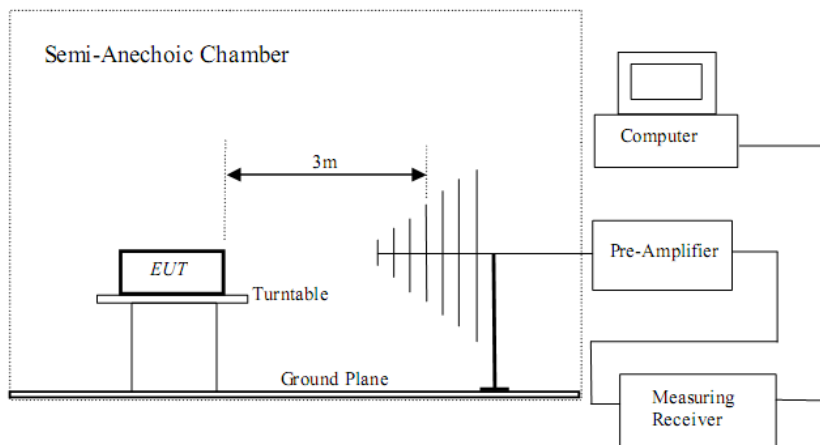 Semi-Anechoic Chamber
3m
EUT
Turntable
Ground Plane
Computer
Pre-Amplifier
Measuring
Receiver